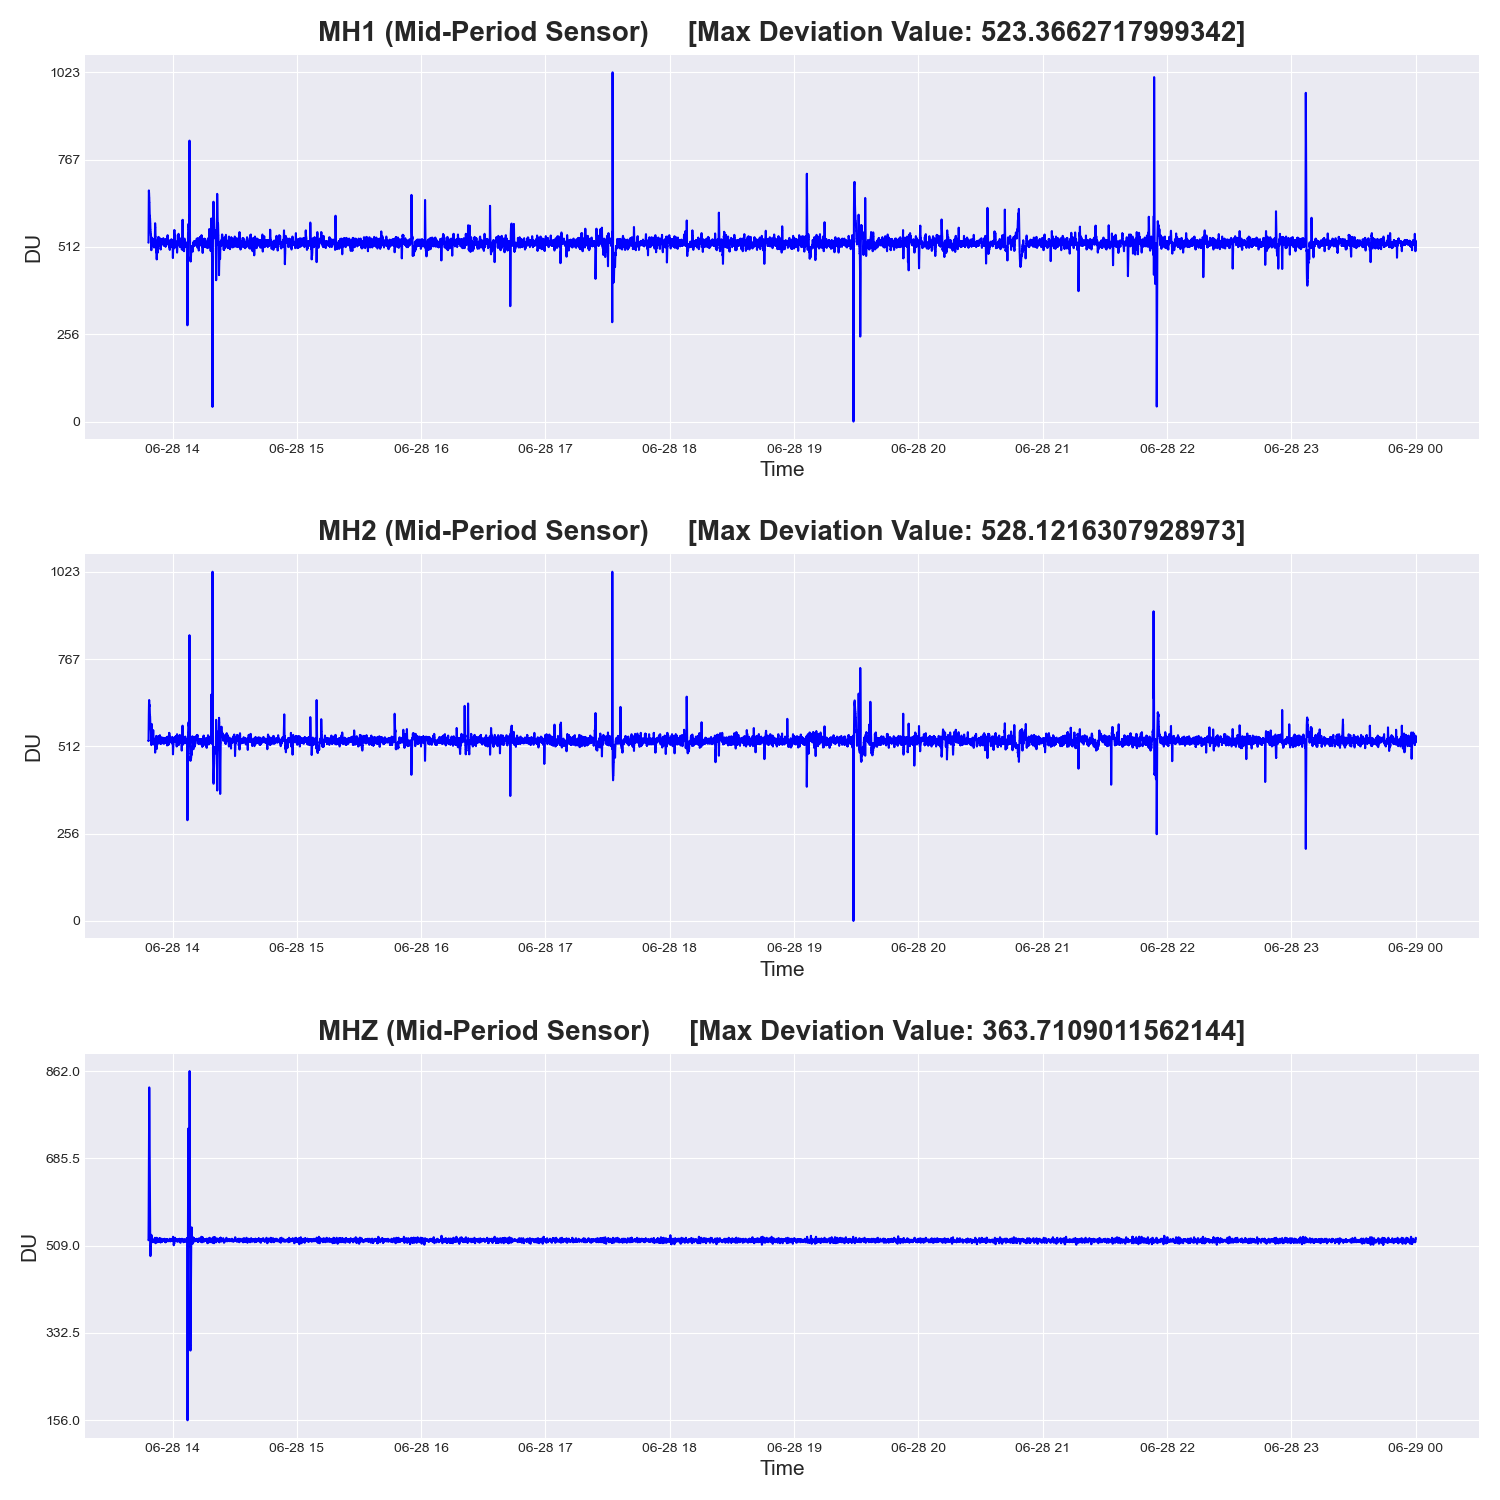 MH1 (Mid-Period Sensor) [Max Deviation Value: 523.3662717999342]
1023
767
512
256
0
DU
06-28 14 06-28 15 06-28 16 06-28 17 06-28 18 06-28 19 06-28 20 06-28 21 06-28 22 06-28 23 06-29 00
Time
MH2 (Mid-Period Sensor) [Max Deviation Value: 528.1216307928973]
1023
767
512
256
0
DU
06-28 14 06-28 15 06-28 16 06-28 17 06-28 18 06-28 19 06-28 20 06-28 21 06-28 22 06-28 23 06-29 00
Time
MHZ (Mid-Period Sensor) [Max Deviation Value: 363.7109011562144]
862.0
685.5
509.0
332.5
156.0
DU
06-28 14 06-28 15 06-28 16 06-28 17 06-28 18 06-28 19 06-28 20 06-28 21 06-28 22 06-28 23 06-29 00
Time